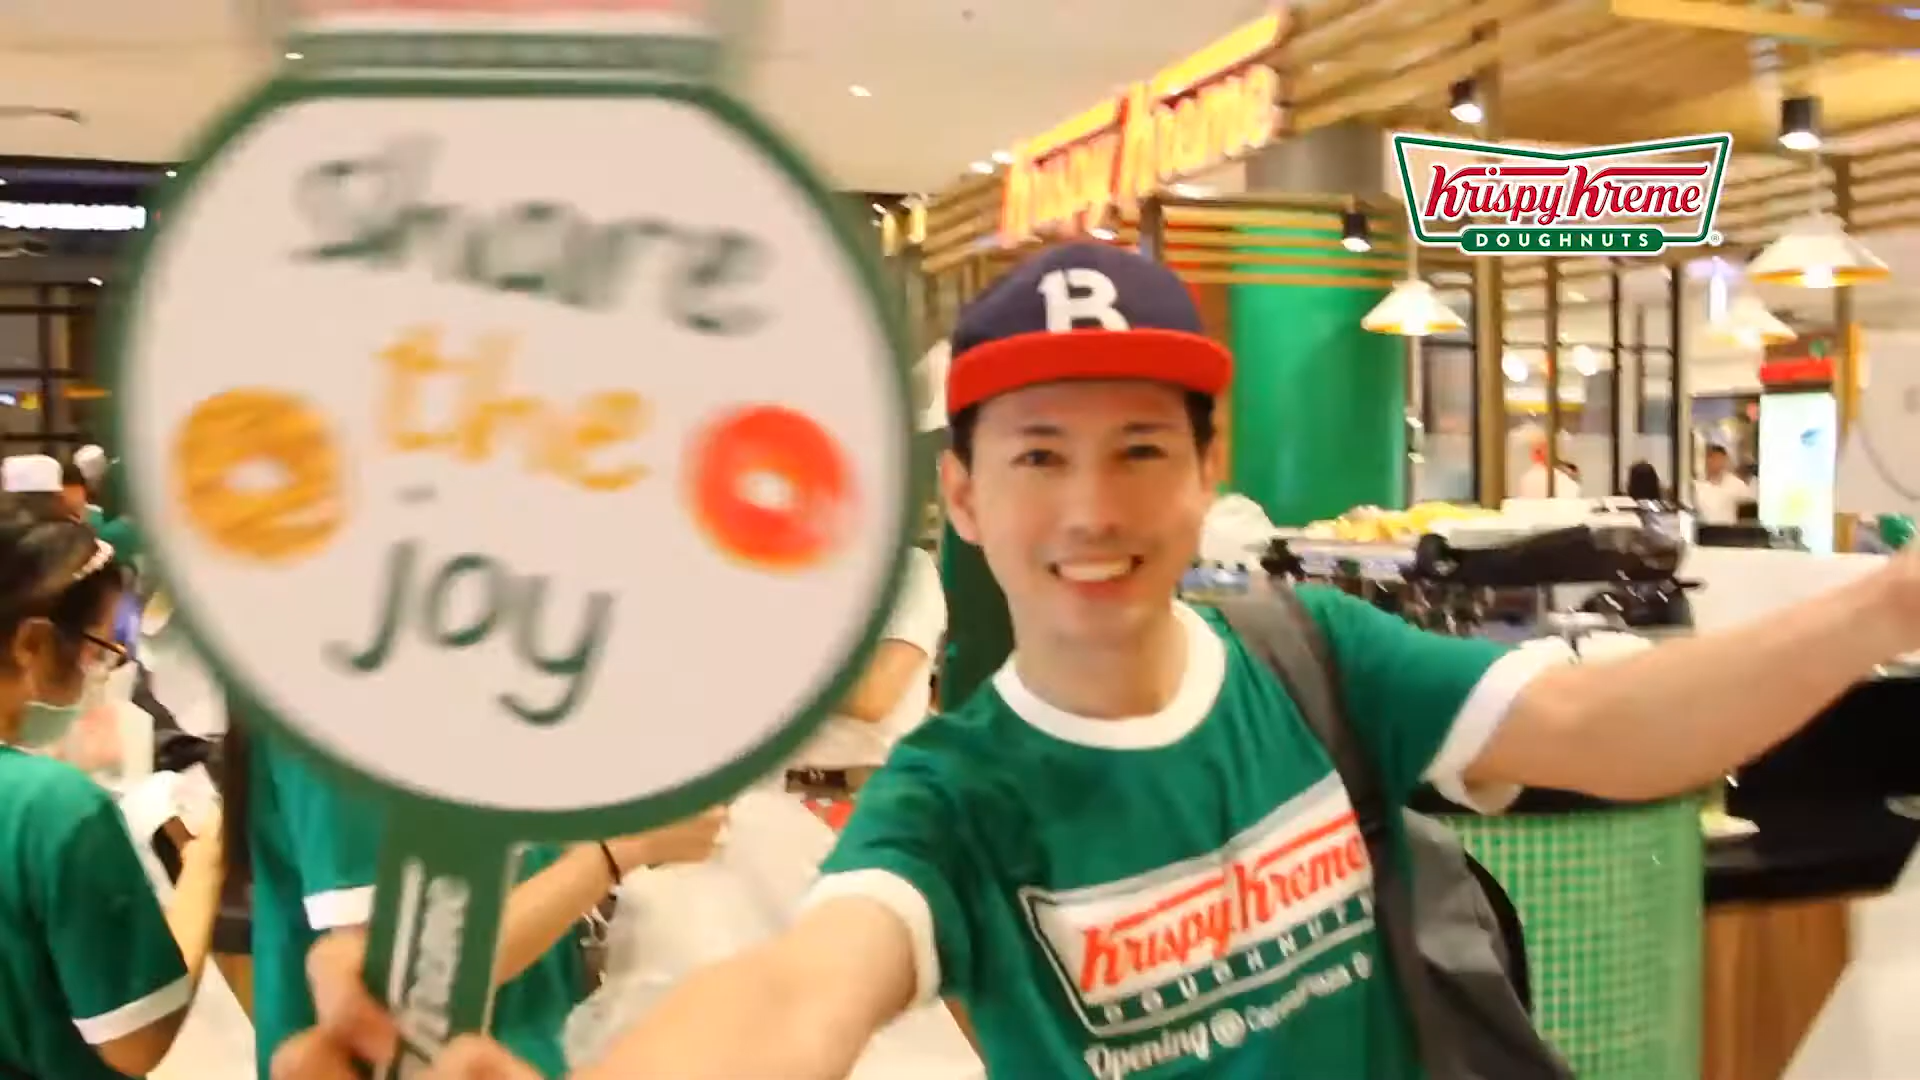 Share
the
joy
krispy kreme
Krispy Kreme
DOUGHNUTS
B
Krispy Kreme
DOUGHNUTS
Opening @